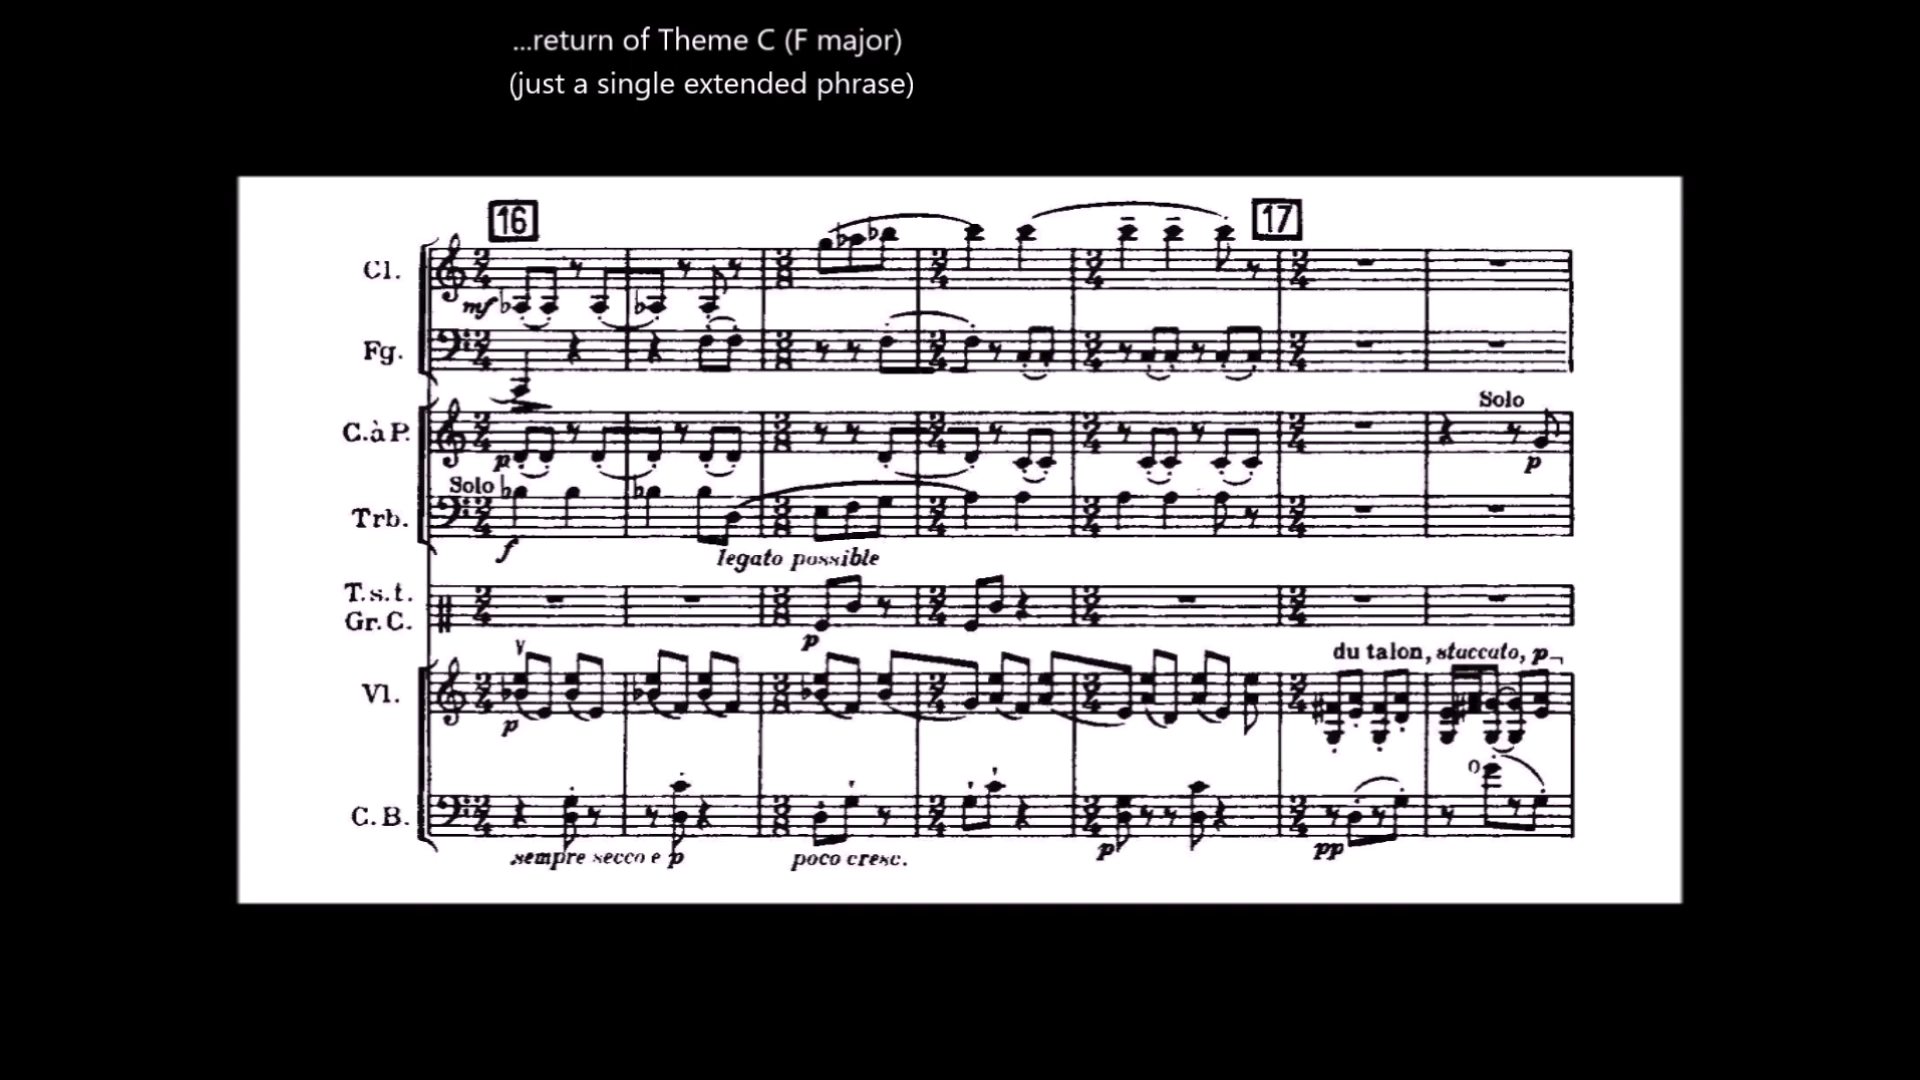 ...return of Theme C (F major)
(just a single extended phrase)
16
17
Cl.
mf
Fg.
Solo
C.à P.
p
p
Solo
Trb.
f
legato possible
T.s.t.
Gr.C.
p
du talon, staccato, p
Vl.
p
C.B.
sempre secco e p
poco cresc.
p
pp